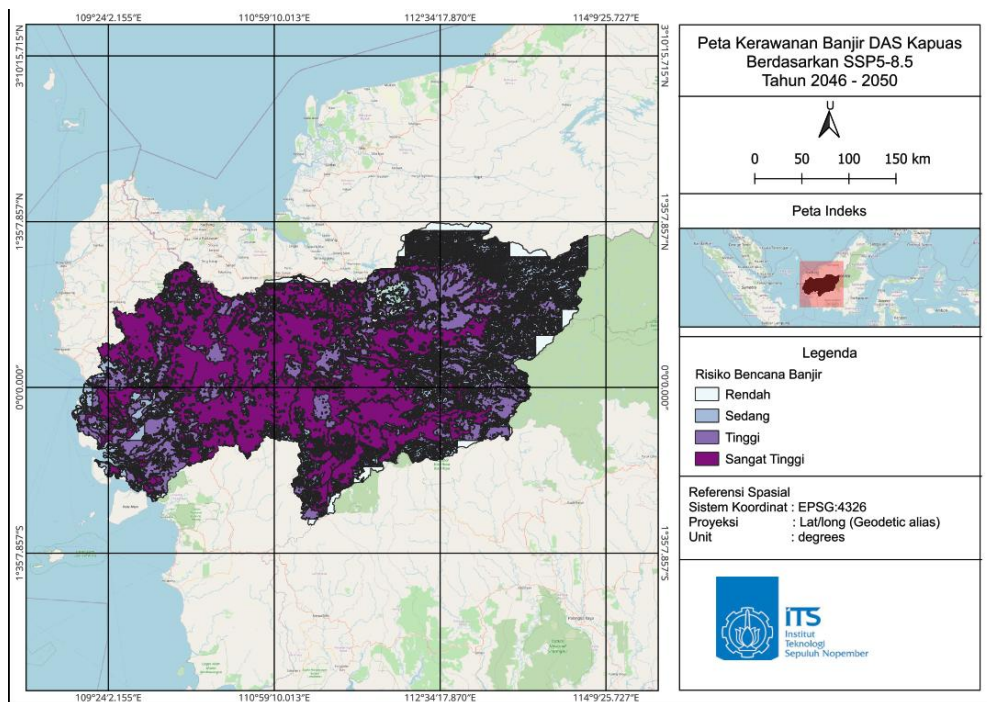 109°24'2.155"E 110°59'10.013"E 112°34'17.870"E 114°9'25.727"E
3°10'15.715"N
3°10'15.715"N
1°35'7.857"N
1°35'7.857"N
0°0'0.000"
0°0'0.000"
1°35'7.857"S
1°35'7.857"S
109°24'2.155"E 110°59'10.013"E 112°34'17.870"E 114°9'25.727"E
Peta Kerawanan Banjir DAS Kapuas
Berdasarkan SSP5-8.5
Tahun 2046 - 2050
U
0 50 100 150 km
Peta Indeks
Legenda
Risiko Bencana Banjir
Rendah
Sedang
Tinggi
Sangat Tinggi
Referensi Spasial
Sistem Koordinat : EPSG:4326
Proyeksi : Lat/long (Geodetic alias)
Unit : degrees
iTS
Institut
Teknologi
Sepuluh Nopember